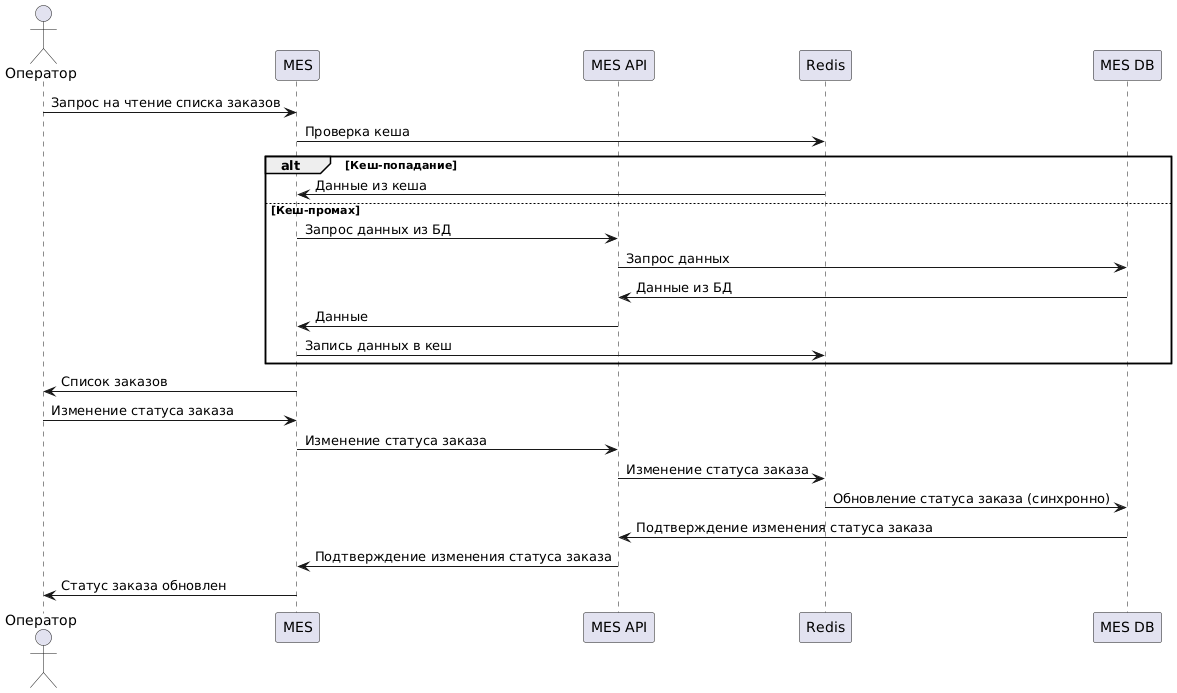 Оператор
MES
MES API
Redis
MES DB
Запрос на чтение списка заказов
Проверка кеша
alt
[Кеш-попадание]
Данные из кеша
[Кеш-промах]
Запрос данных из БД
Запрос данных
Данные из БД
Данные
Запись данных в кеш
Список заказов
Изменение статуса заказа
Изменение статуса заказа
Изменение статуса заказа
Обновление статуса заказа (синхронно)
Подтверждение изменения статуса заказа
Подтверждение изменения статуса заказа
Статус заказа обновлен
Оператор
MES
MES API
Redis
MES DB